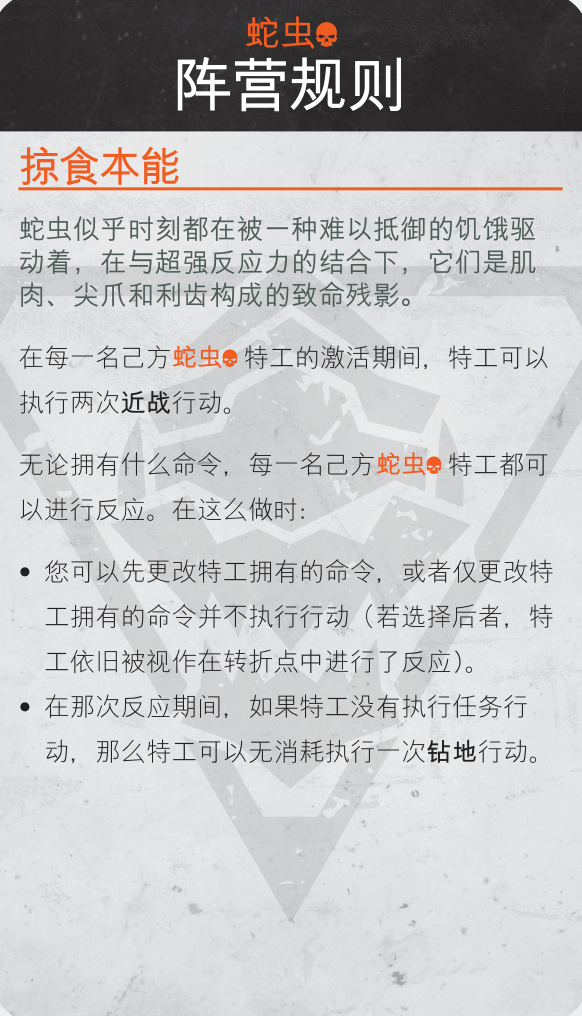 蛇虫
阵营规则
掠食本能
蛇虫似乎时刻都在被一种难以抵御的饥饿驱
动着，在与超强反应力的结合下，它们是肌
肉、尖爪和利齿构成的致命残影。
在每一名己方蛇虫特工的激活期间，特工可以
执行两次近战行动。
无论拥有什么命令，每一名己方蛇虫特工都可
以进行反应。在这么做时：
• 您可以先更改特工拥有的命令，或者仅更改特
工拥有的命令并不执行行动（若选择后者，特
工依旧被视作在转折点中进行了反应）。
• 在那次反应期间，如果特工没有执行任务行
动，那么特工可以无消耗执行一次钻地行动。